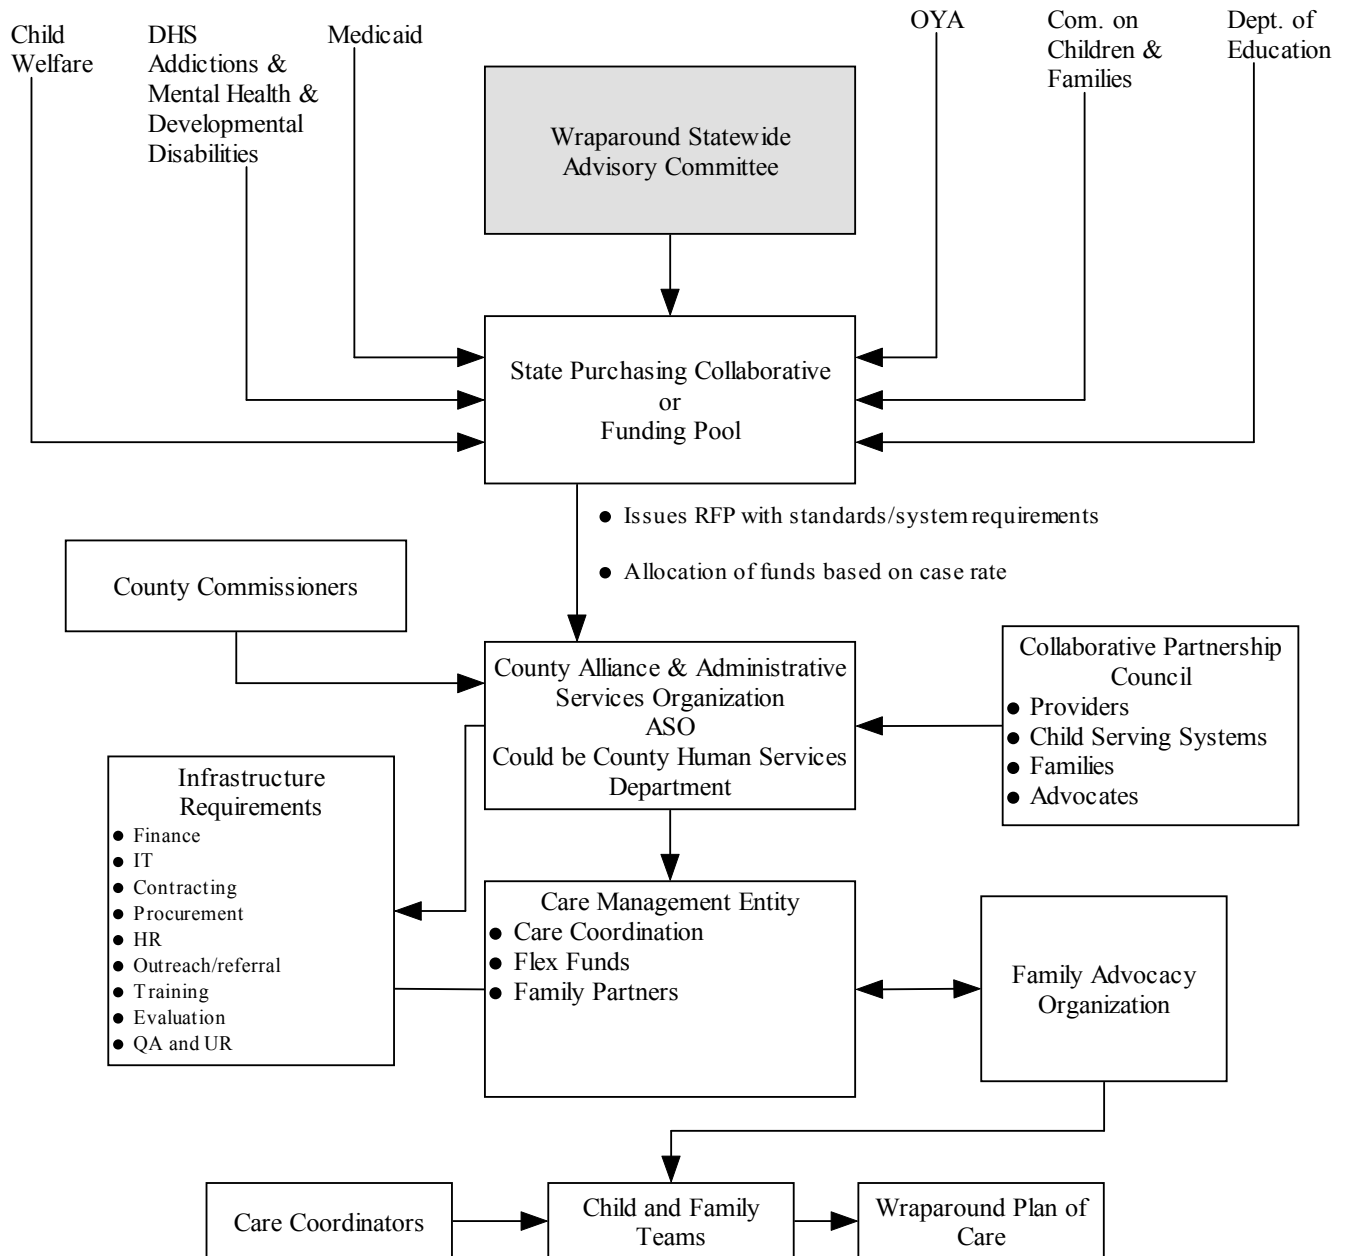 Child
Welfare
DHS
Addictions &
Mental Health &
Developmental
Disabilities
Medicaid
OYA
Com. on
Children &
Families
Dept. of
Education
Wraparound Statewide
Advisory Committee
State Purchasing Collaborative
or
Funding Pool
● Issues RFP with standards/system requirements
● Allocation of funds based on case rate
County Commissioners
County Alliance & Administrative
Services Organization
ASO
Could be County Human Services
Department
Collaborative Partnership
Council
● Providers
● Child Serving Systems
● Families
● Advocates
Infrastructure
Requirements
● Finance
● IT
● Contracting
● Procurement
● HR
● Outreach/referral
● Training
● Evaluation
● QA and UR
Care Management Entity
● Care Coordination
● Flex Funds
● Family Partners
Family Advocacy
Organization
Care Coordinators
Child and Family
Teams
Wraparound Plan of
Care